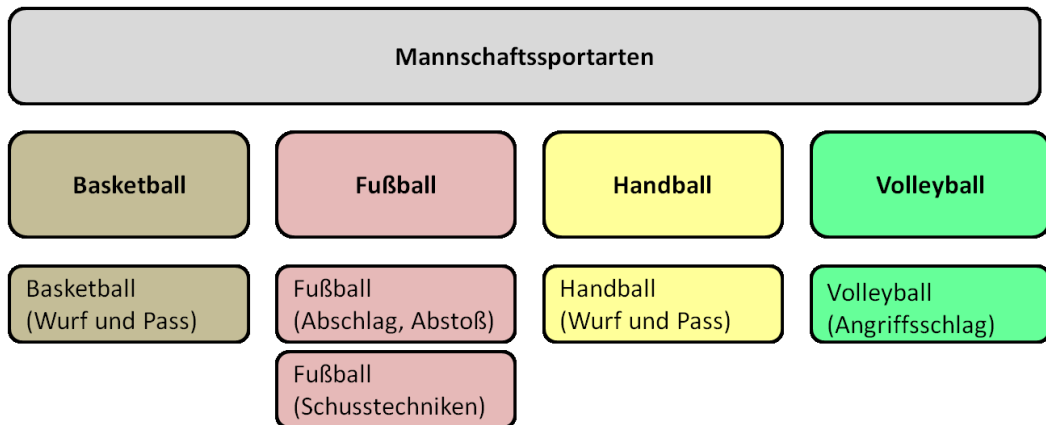 Mannschaftssportarten
Basketball
Fußball
Handball
Volleyball
Basketball
(Wurf und Pass)
Fußball
(Abschlag, Abstoß)
Handball
(Wurf und Pass)
Volleyball
(Angriffsschlag)
Fußball
(Schusstechniken)